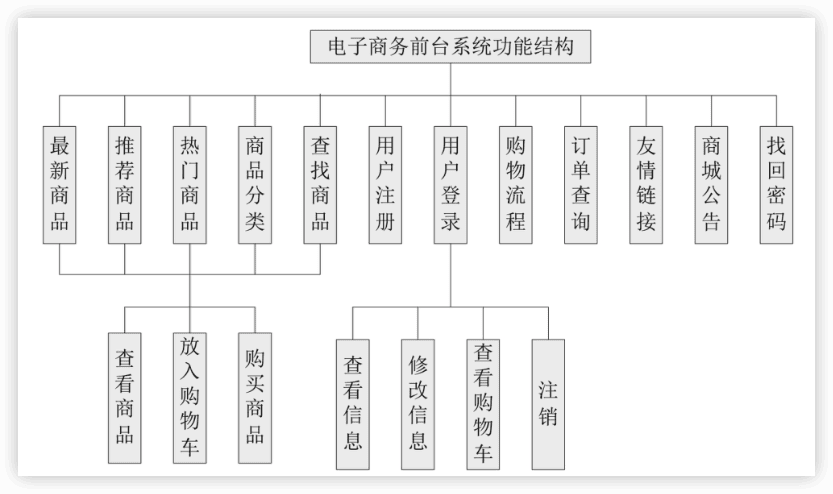 电子商务前台系统功能结构
最新商品
推荐商品
热门商品
商品分类
查找商品
用户注册
用户登录
购物流程
订单查询
友情链接
商城公告
找回密码
查看商品
放入购物车
购买商品
查看信息
修改信息
查看购物车
注销